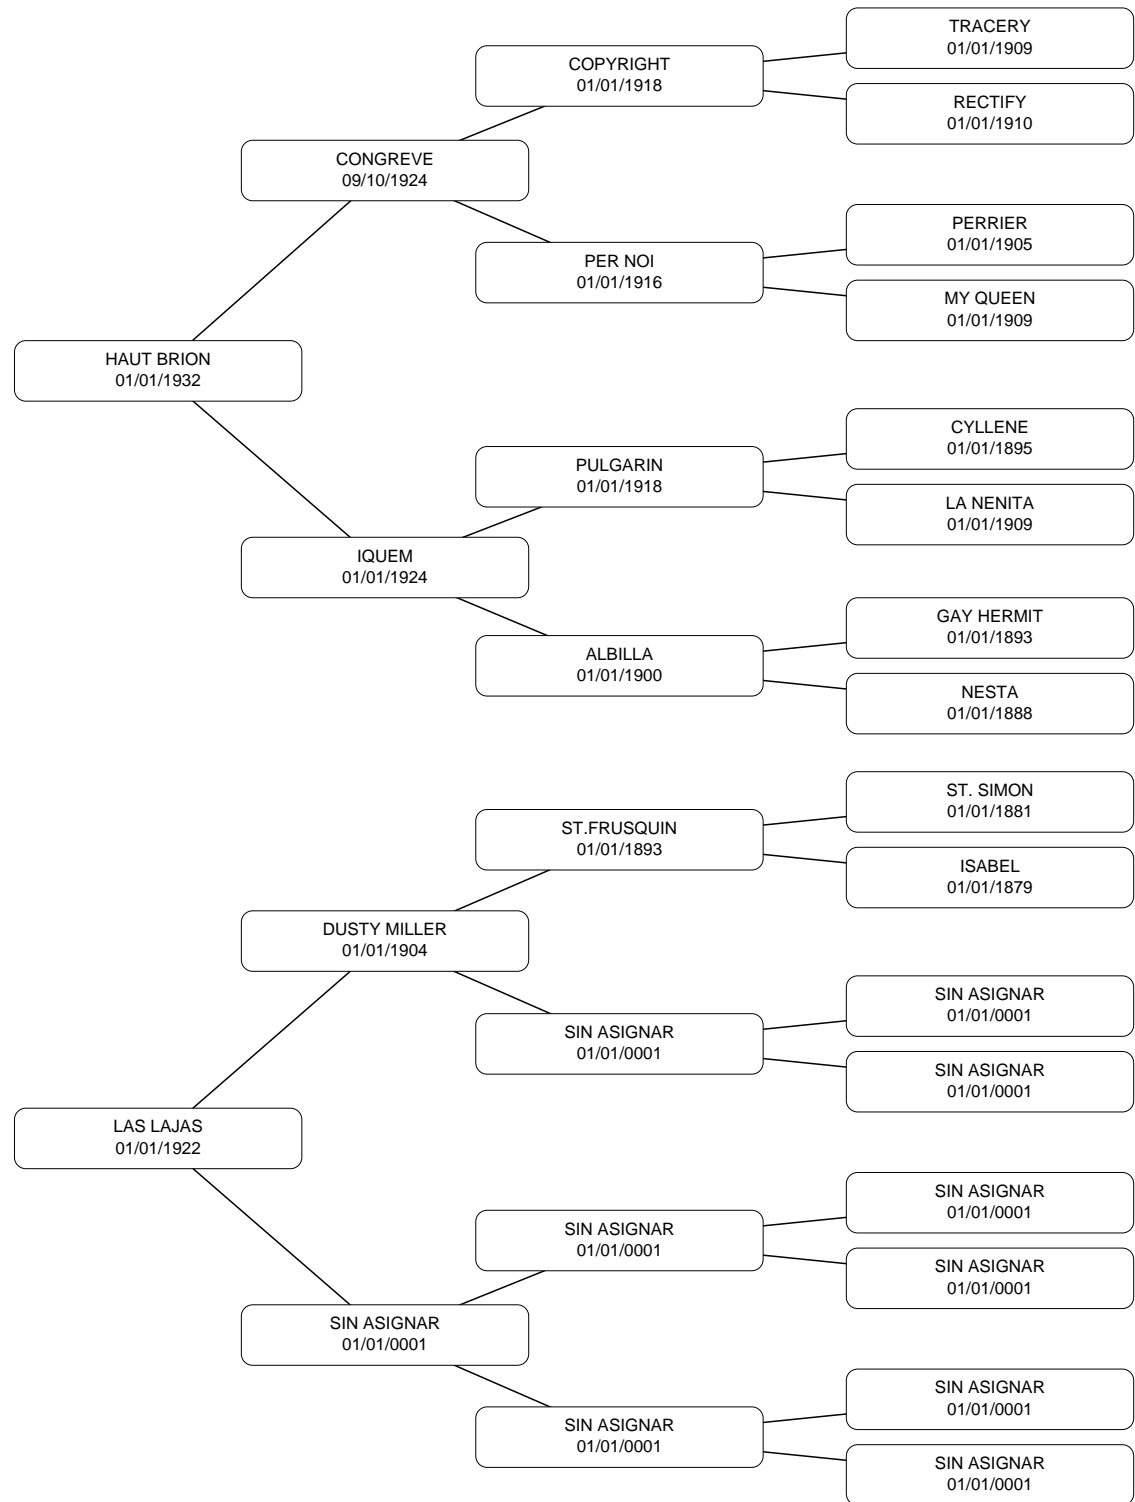 TRACERY
01/01/1909
COPYRIGHT
01/01/1918
RECTIFY
01/01/1910
CONGREVE
09/10/1924
PERRIER
01/01/1905
PER NOI
01/01/1916
MY QUEEN
01/01/1909
HAUT BRION
01/01/1932
CYLLENE
01/01/1895
PULGARIN
01/01/1918
LA NENITA
01/01/1909
IQUEM
01/01/1924
GAY HERMIT
01/01/1893
ALBILLA
01/01/1900
NESTA
01/01/1888
ST. SIMON
01/01/1881
ST.FRUSQUIN
01/01/1893
ISABEL
01/01/1879
DUSTY MILLER
01/01/1904
SIN ASIGNAR
01/01/0001
SIN ASIGNAR
01/01/0001
SIN ASIGNAR
01/01/0001
LAS LAJAS
01/01/1922
SIN ASIGNAR
01/01/0001
SIN ASIGNAR
01/01/0001
SIN ASIGNAR
01/01/0001
SIN ASIGNAR
01/01/0001
SIN ASIGNAR
01/01/0001
SIN ASIGNAR
01/01/0001
SIN ASIGNAR
01/01/0001